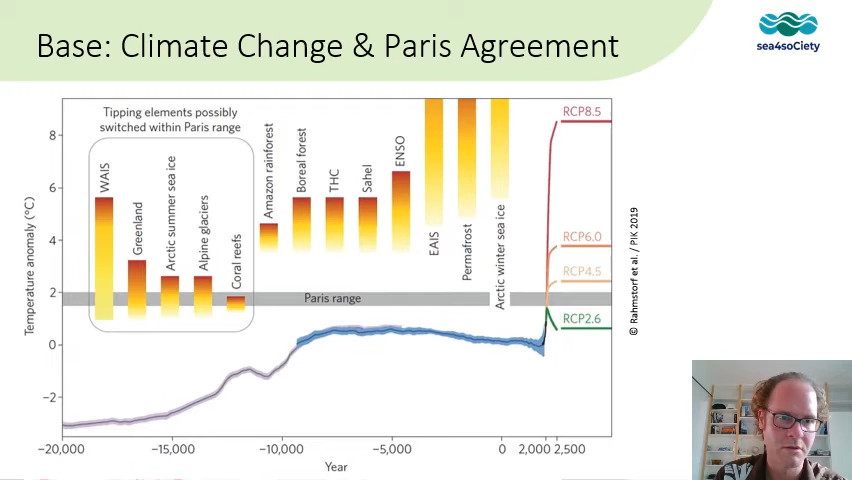 Base: Climate Change & Paris Agreement
sea4soCiety
Tipping elements possibly
switched within Paris range
WAIS
Greenland
Arctic summer sea ice
Alpine glaciers
Coral reefs
Amazon rainforest
Boreal forest
THC
Sahel
ENSO
EAIS
Permafrost
Arctic winter sea ice
RCP8.5
RCP6.0
RCP4.5
RCP2.6
Paris range
Temperature anomaly (°C)
8
6
4
2
0
−2
−20,000
−15,000
−10,000
−5,000
0
2,000
2,500
Year
© Rahmstorf et al. / PIK 2019